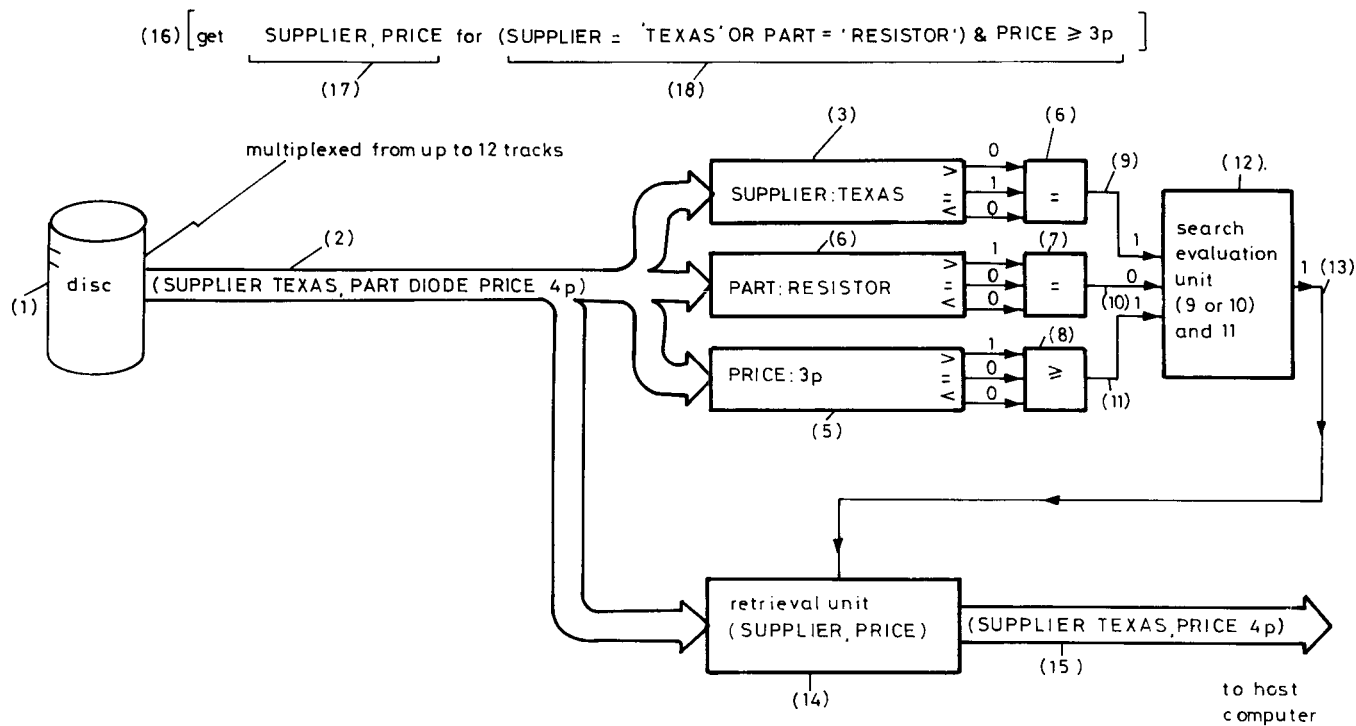 (16) [get SUPPLIER, PRICE for (SUPPLIER = 'TEXAS' OR PART = 'RESISTOR') & PRICE ≥ 3p ]
(17)
(18)
multiplexed from up to 12 tracks
(1)
disc
(2)
(SUPPLIER TEXAS, PART DIODE PRICE 4p)
(3)
SUPPLIER:TEXAS
>
=
<
0
1
0
(6)
=
(9)
1
(6)
PART:RESISTOR
>
=
<
1
0
0
(7)
=
(10)
0
PRICE:3p
>
=
<
1
0
0
(5)
(8)
≥
(11)
1
(12).
search
evaluation
unit
(9 or 10)
and 11
1
(13)
retrieval unit
(SUPPLIER, PRICE)
(14)
(SUPPLIER TEXAS, PRICE 4p)
(15)
to host
computer